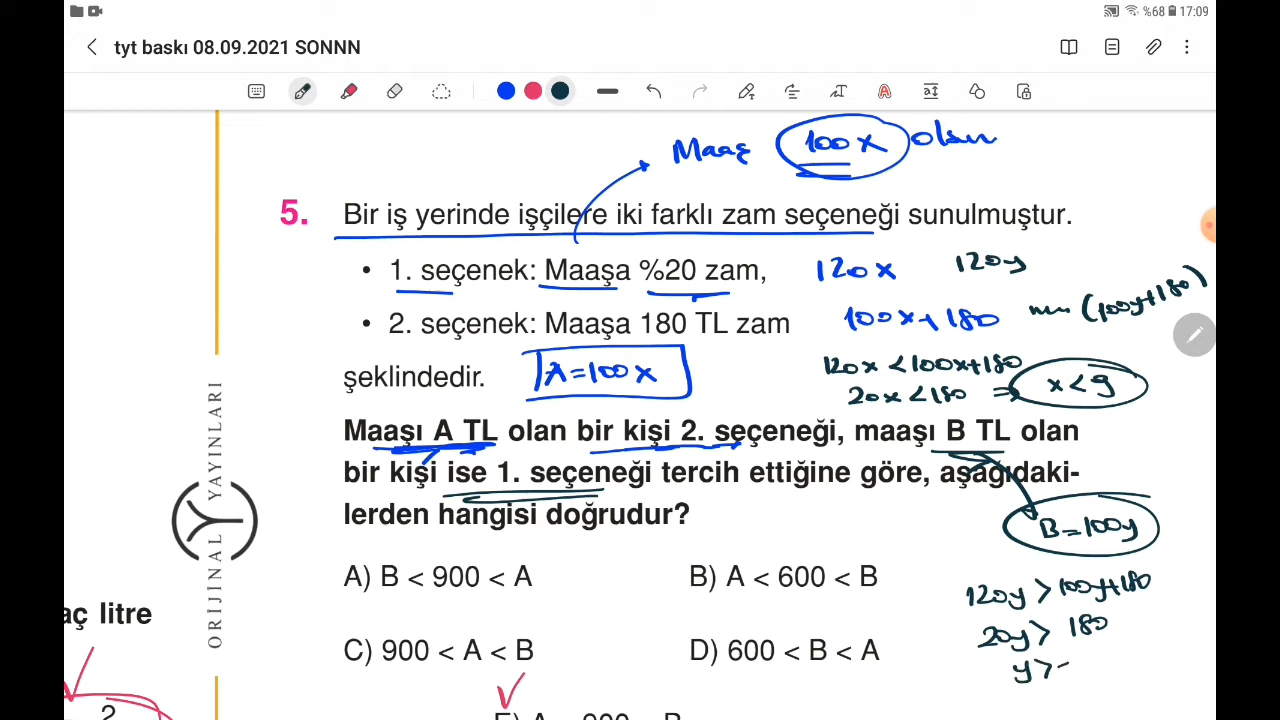 %68 17:09
tyt baskı 08.09.2021 SONNN
Maaş 100x olsun
5. Bir iş yerinde işçilere iki farklı zam seçeneği sunulmuştur.
• 1. seçenek: Maaşa %20 zam, 120x 120y
• 2. seçenek: Maaşa 180 TL zam 100x+180 (100y+180)
şeklindedir. A=100x
120x<100x+180
20x<180 ⇒ x<9
Maaşı A TL olan bir kişi 2. seçeneği, maaşı B TL olan
bir kişi ise 1. seçeneği tercih ettiğine göre, aşağıdaki-
lerden hangisi doğrudur?
B=100y
A) B < 900 < A B) A < 600 < B
120y>100y+180
20y>180
y>
C) 900 < A < B D) 600 < B < A
ORİJİNAL YAYINLARI
aç litre
2